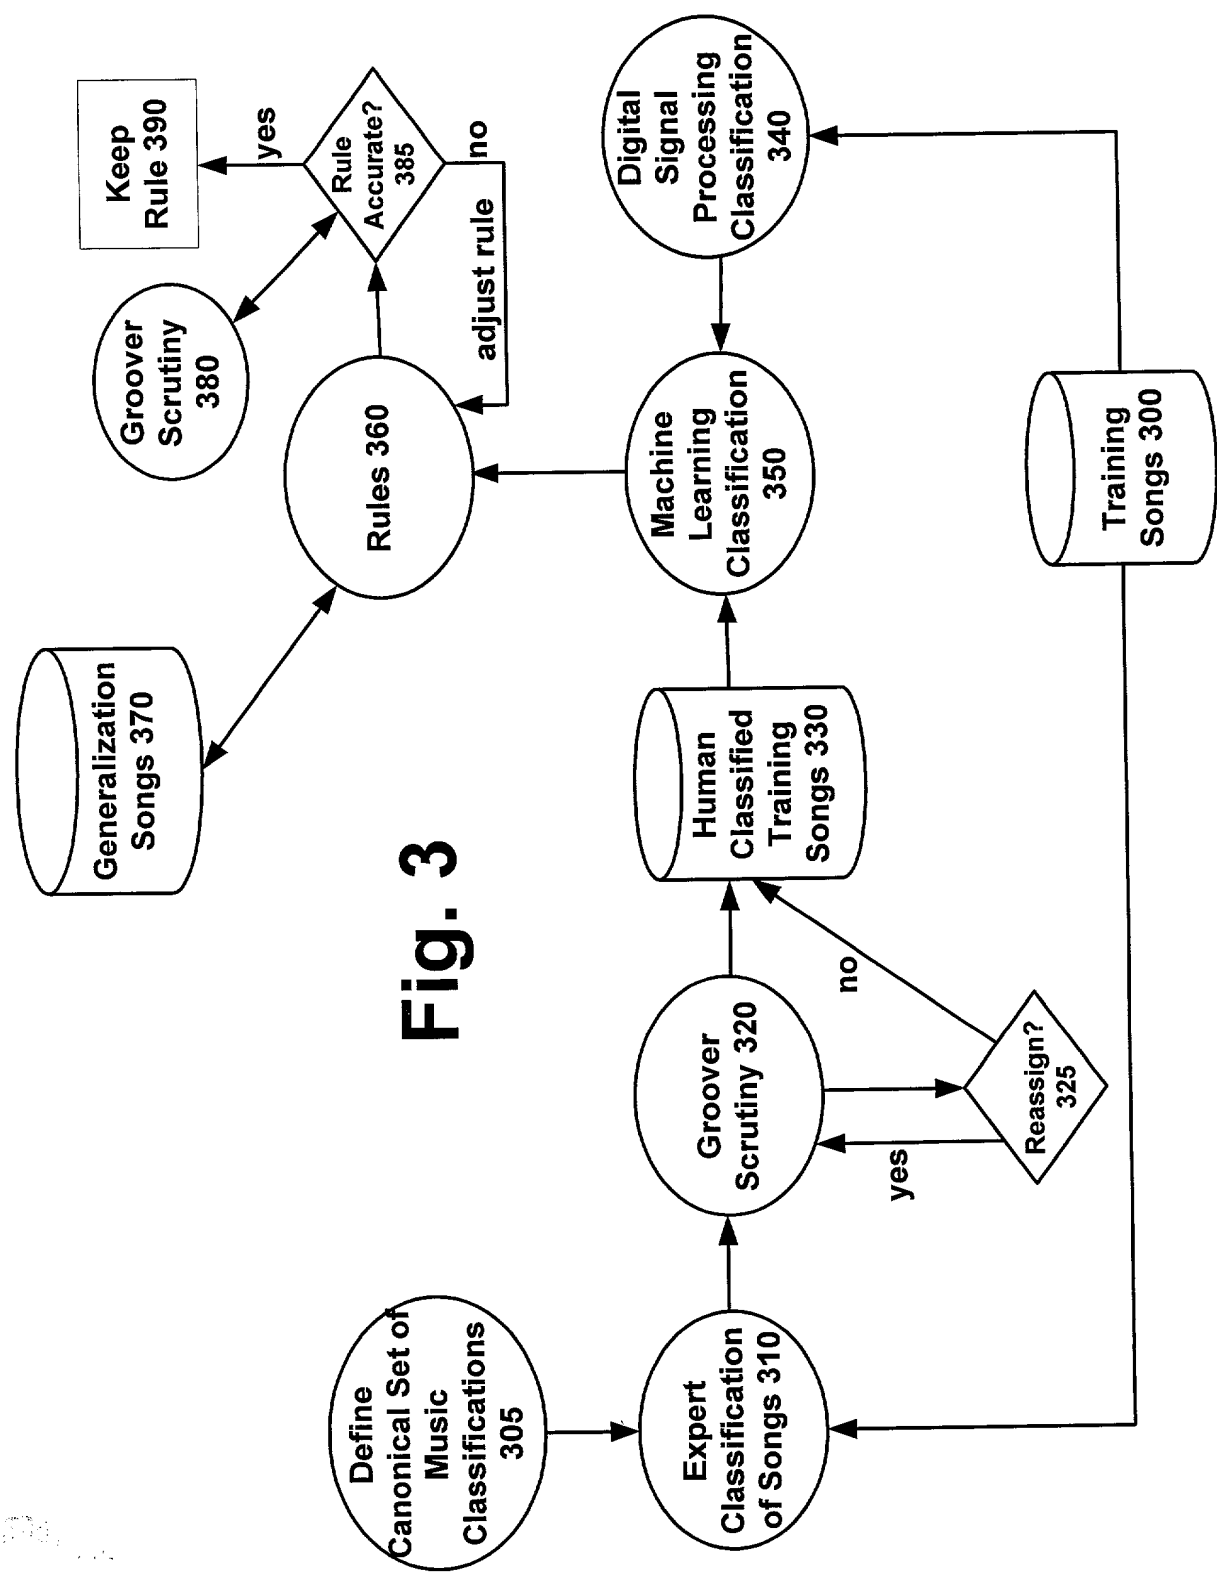 Define
Canonical Set of
Music
Classifications
305
Expert
Classification
of Songs 310
Groover
Scrutiny 320
yes
no
Reassign?
325
Human
Classified
Training
Songs 330
Machine
Learning
Classification
350
Digital
Signal
Processing
Classification
340
Training
Songs 300
Generalization
Songs 370
Rules 360
adjust rule
no
Groover
Scrutiny
380
Rule
Accurate?
385
yes
Keep
Rule 390
Fig. 3